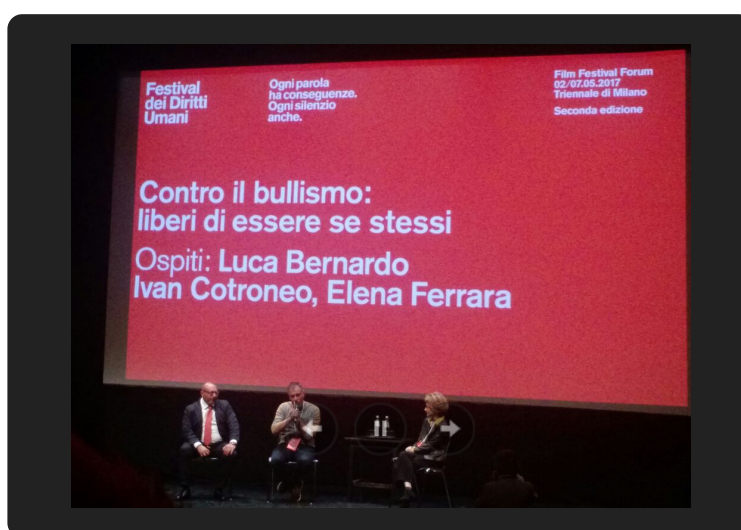 Festival
dei Diritti
Umani
Ogni parola
ha conseguenze.
Ogni silenzio
anche.
Film Festival Forum
02/07.05.2017
Triennale di Milano
Seconda edizione
Contro il bullismo:
liberi di essere se stessi
Ospiti: Luca Bernardo
Ivan Cotroneo, Elena Ferrara